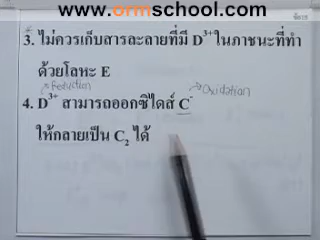 www.ormschool.com
3. ไม่ควรเก็บสารละลายที่มี D³⁺ ในภาชนะที่ทำ
ด้วยโลหะ E
Reduction
Oxidation
4. D³⁺ สามารถออกซิไดส์ C⁻
ให้กลายเป็น C₂ ได้